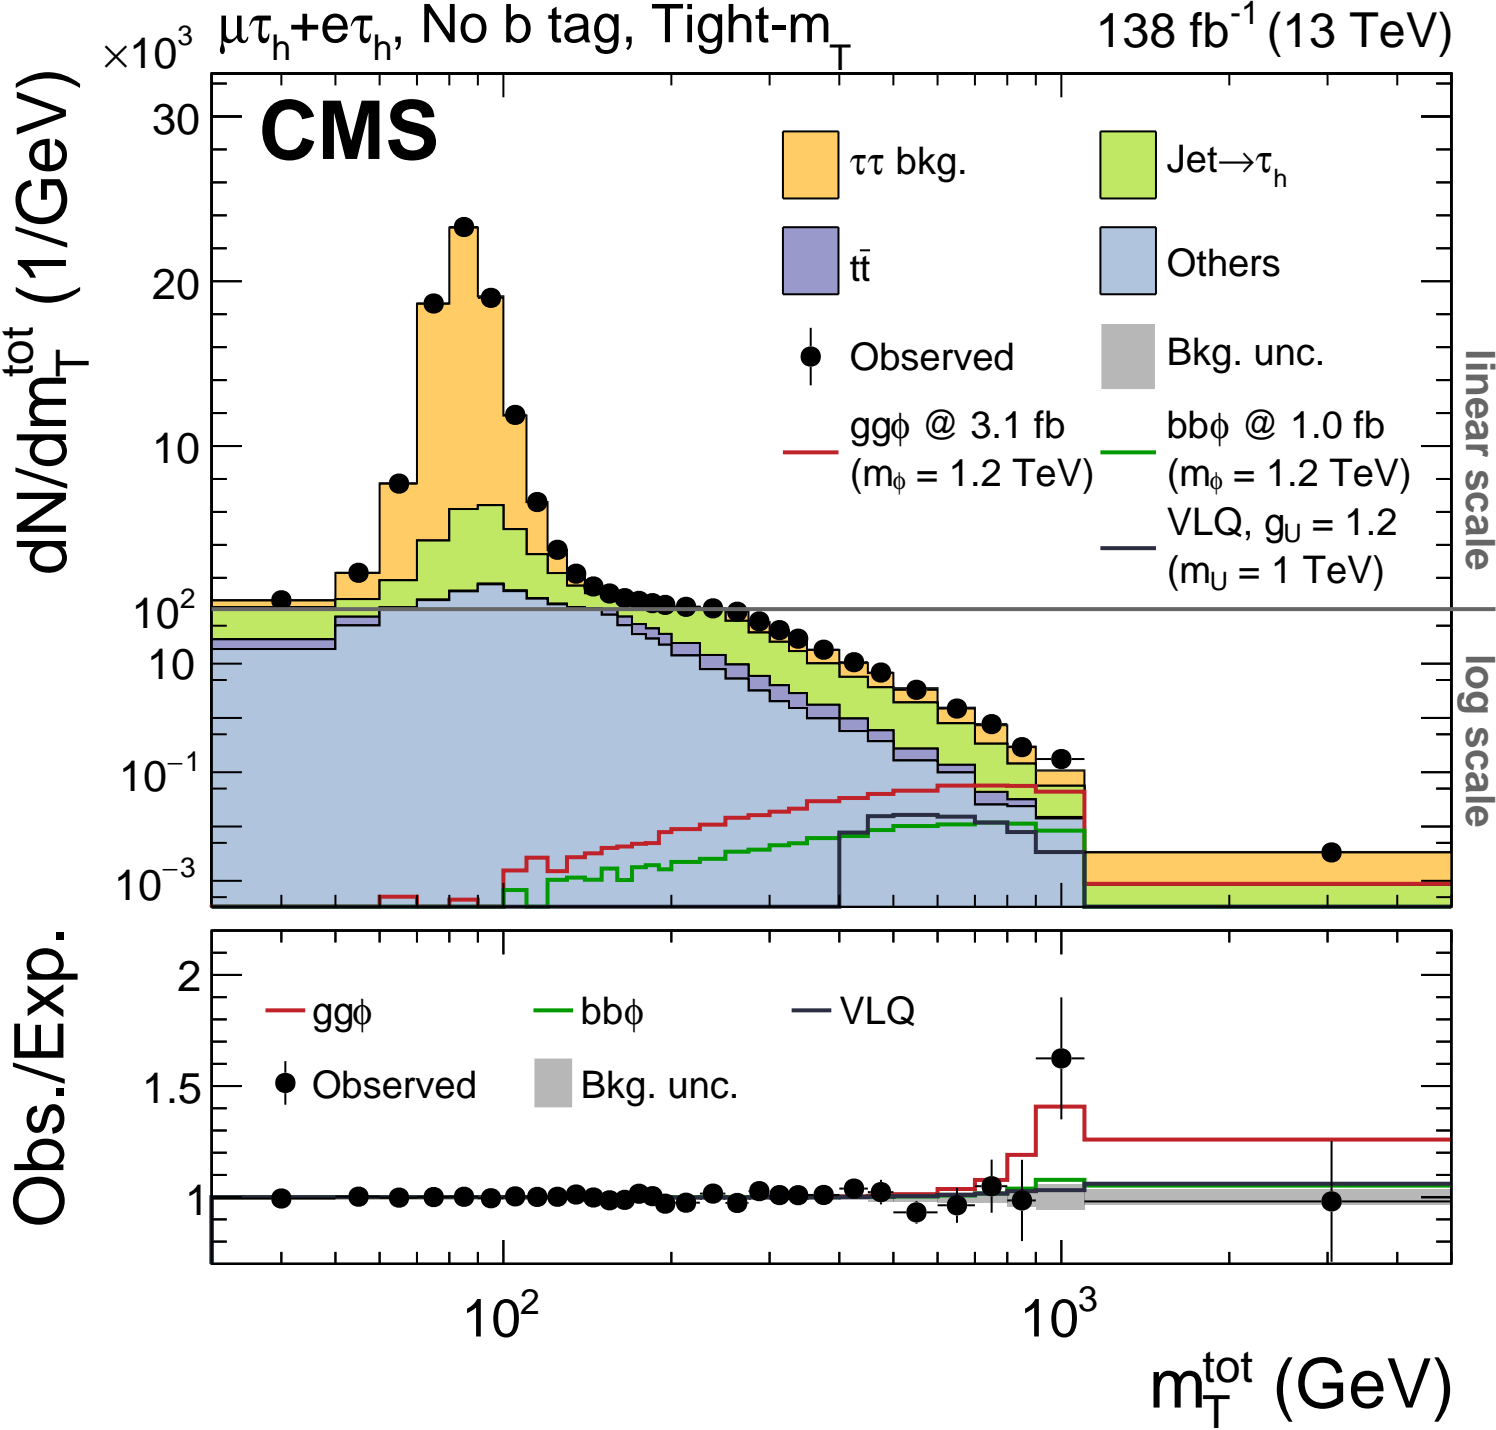 μτh+eτh, No b tag, Tight-mT 138 fb⁻¹ (13 TeV)
×10³
CMS
30
20
10
10²
10
10⁻¹
10⁻³
dN/dmTᵗᵒᵗ (1/GeV)
ττ bkg. Jet→τh
tt̄ Others
Observed Bkg. unc.
ggϕ @ 3.1 fb
(mϕ = 1.2 TeV)
bbϕ @ 1.0 fb
(mϕ = 1.2 TeV)
VLQ, gU = 1.2
(mU = 1 TeV)
linear scale
log scale
Obs./Exp.
2
1.5
1
ggϕ bbϕ VLQ
Observed Bkg. unc.
10² 10³
mTᵗᵒᵗ (GeV)